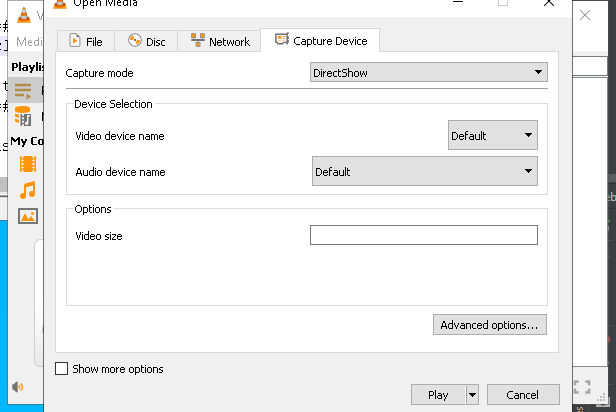 Open Media
Medi
File
Disc
Network
Capture Device
Playlis
Capture mode
DirectShow
Device Selection
Video device name
Default
My Co
Audio device name
Default
Options
Video size
Advanced options...
Show more options
Play
Cancel